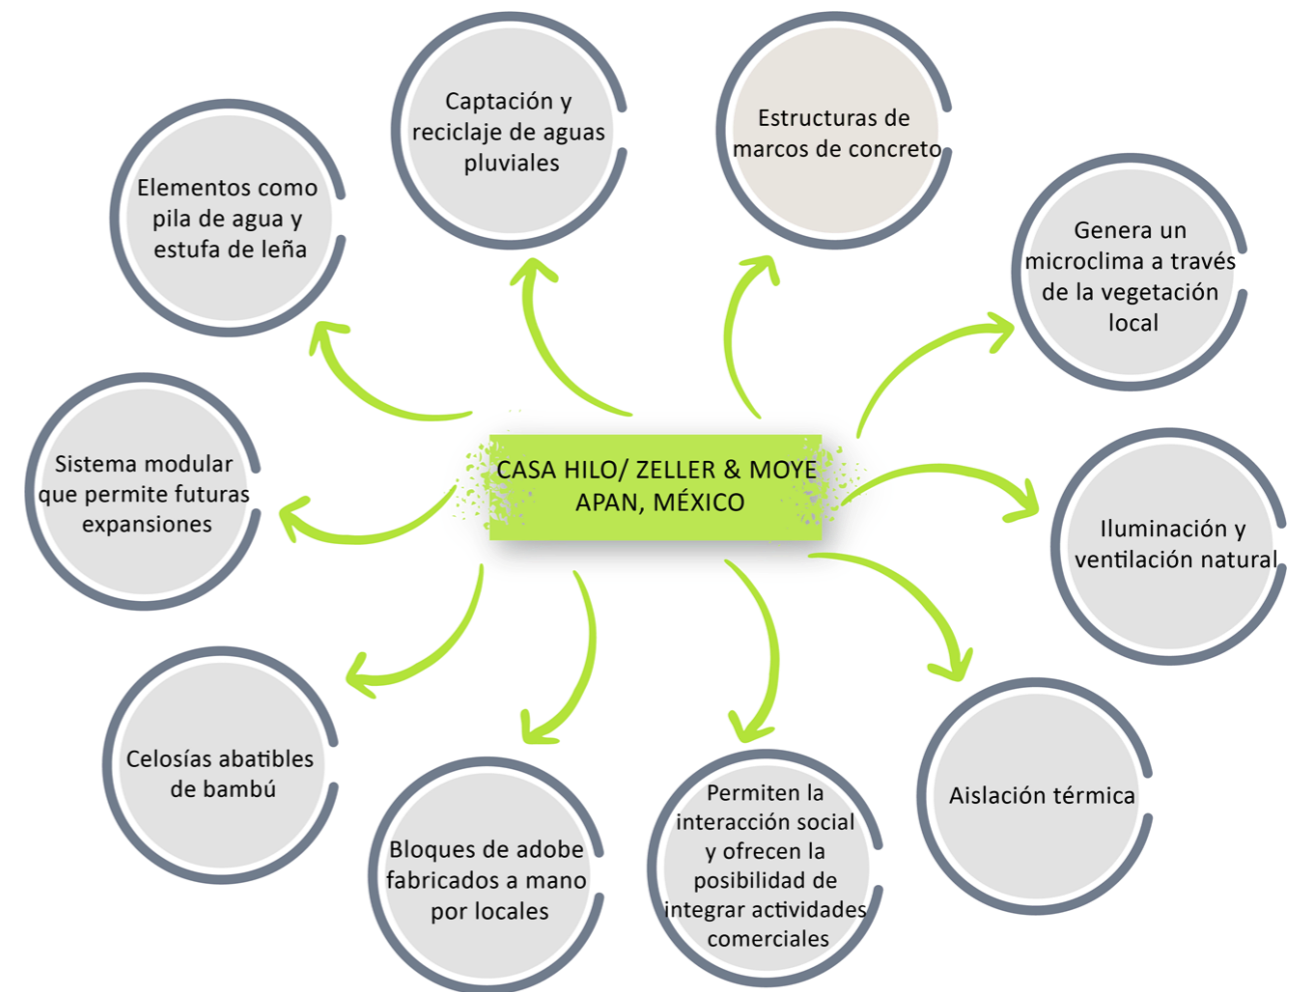 Captación y
reciclaje de aguas
pluviales
Estructuras de
marcos de concreto
Elementos como
pila de agua y
estufa de leña
Genera un
microclima a través
de la vegetación
local
Sistema modular
que permite futuras
expansiones
CASA HILO/ ZELLER & MOYE
APAN, MÉXICO
Iluminación y
ventilación natural
Celosías abatibles
de bambú
Bloques de adobe
fabricados a mano
por locales
Permiten la
interacción social
y ofrecen la
posibilidad de
integrar actividades
comerciales
Aislación térmica